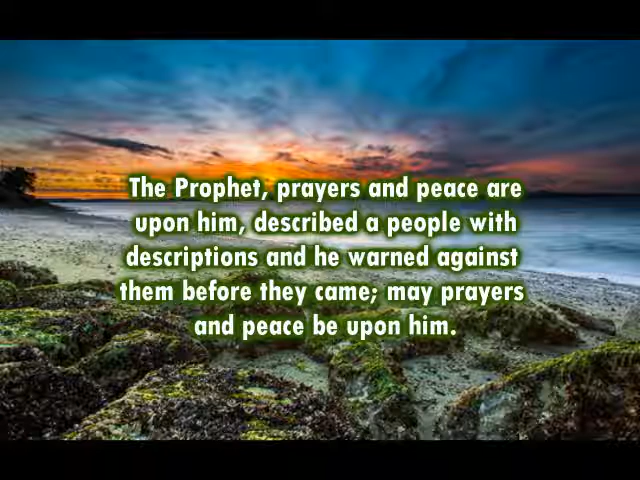 The Prophet, prayers and peace are
upon him, described a people with
descriptions and he warned against
them before they came; may prayers
and peace be upon him.